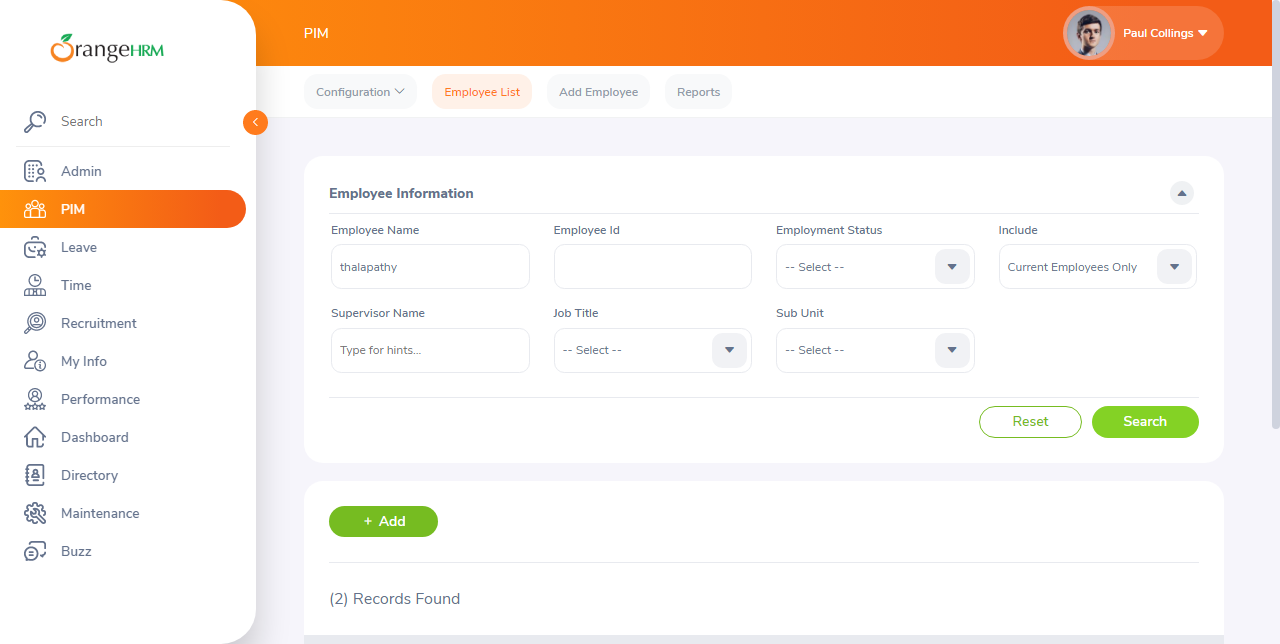 OrangeHRM
PIM
Paul Collings
Search
Admin
PIM
Leave
Time
Recruitment
My Info
Performance
Dashboard
Directory
Maintenance
Buzz
Configuration
Employee List
Add Employee
Reports
Employee Information
Employee Name
Employee Id
Employment Status
Include
thalapathy
-- Select --
Current Employees Only
Supervisor Name
Job Title
Sub Unit
Type for hints...
-- Select --
-- Select --
Reset
Search
+ Add
(2) Records Found